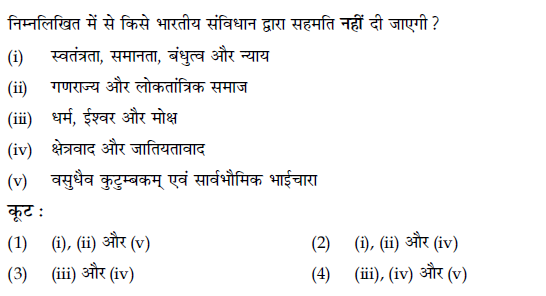 निम्नलिखित में से किसे भारतीय संविधान द्वारा सहमति नहीं दी जाएगी ?
(i) स्वतंत्रता, समानता, बंधुत्व और न्याय
(ii) गणराज्य और लोकतांत्रिक समाज
(iii) धर्म, ईश्वर और मोक्ष
(iv) क्षेत्रवाद और जातियतावाद
(v) वसुधैव कुटुम्बकम् एवं सार्वभौमिक भाईचारा
कूट :
(1) (i), (ii) और (v) (2) (i), (ii) और (iv)
(3) (iii) और (iv) (4) (iii), (iv) और (v)